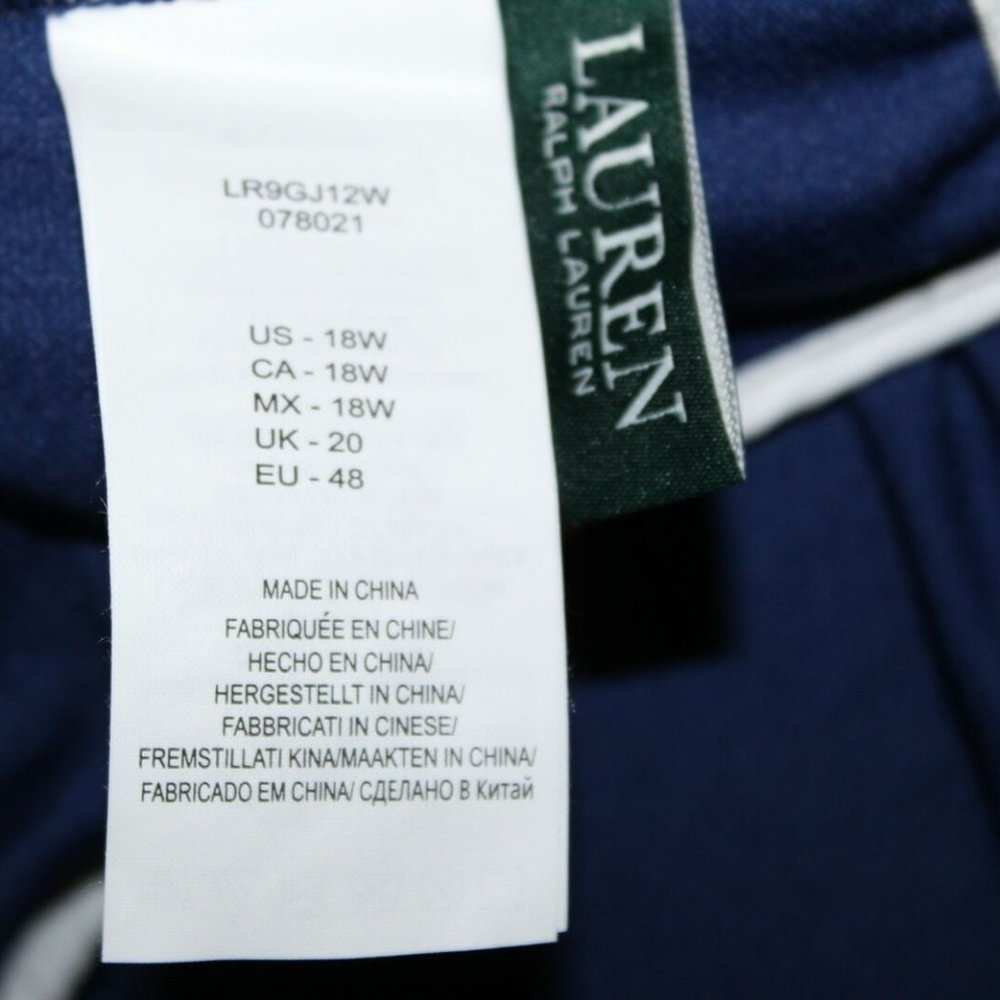 LR9GJ12W
078021
US - 18W
CA - 18W
MX - 18W
UK - 20
EU - 48
MADE IN CHINA
FABRIQUÉE EN CHINE/
HECHO EN CHINA/
HERGESTELLT IN CHINA/
FABBRICATI IN CINESE/
FREMSTILLATI KINA/MAAKTEN IN CHINA/
FABRICADO EM CHINA/ СДЕЛАНО В Китай
LAUREN
RALPH LAUREN